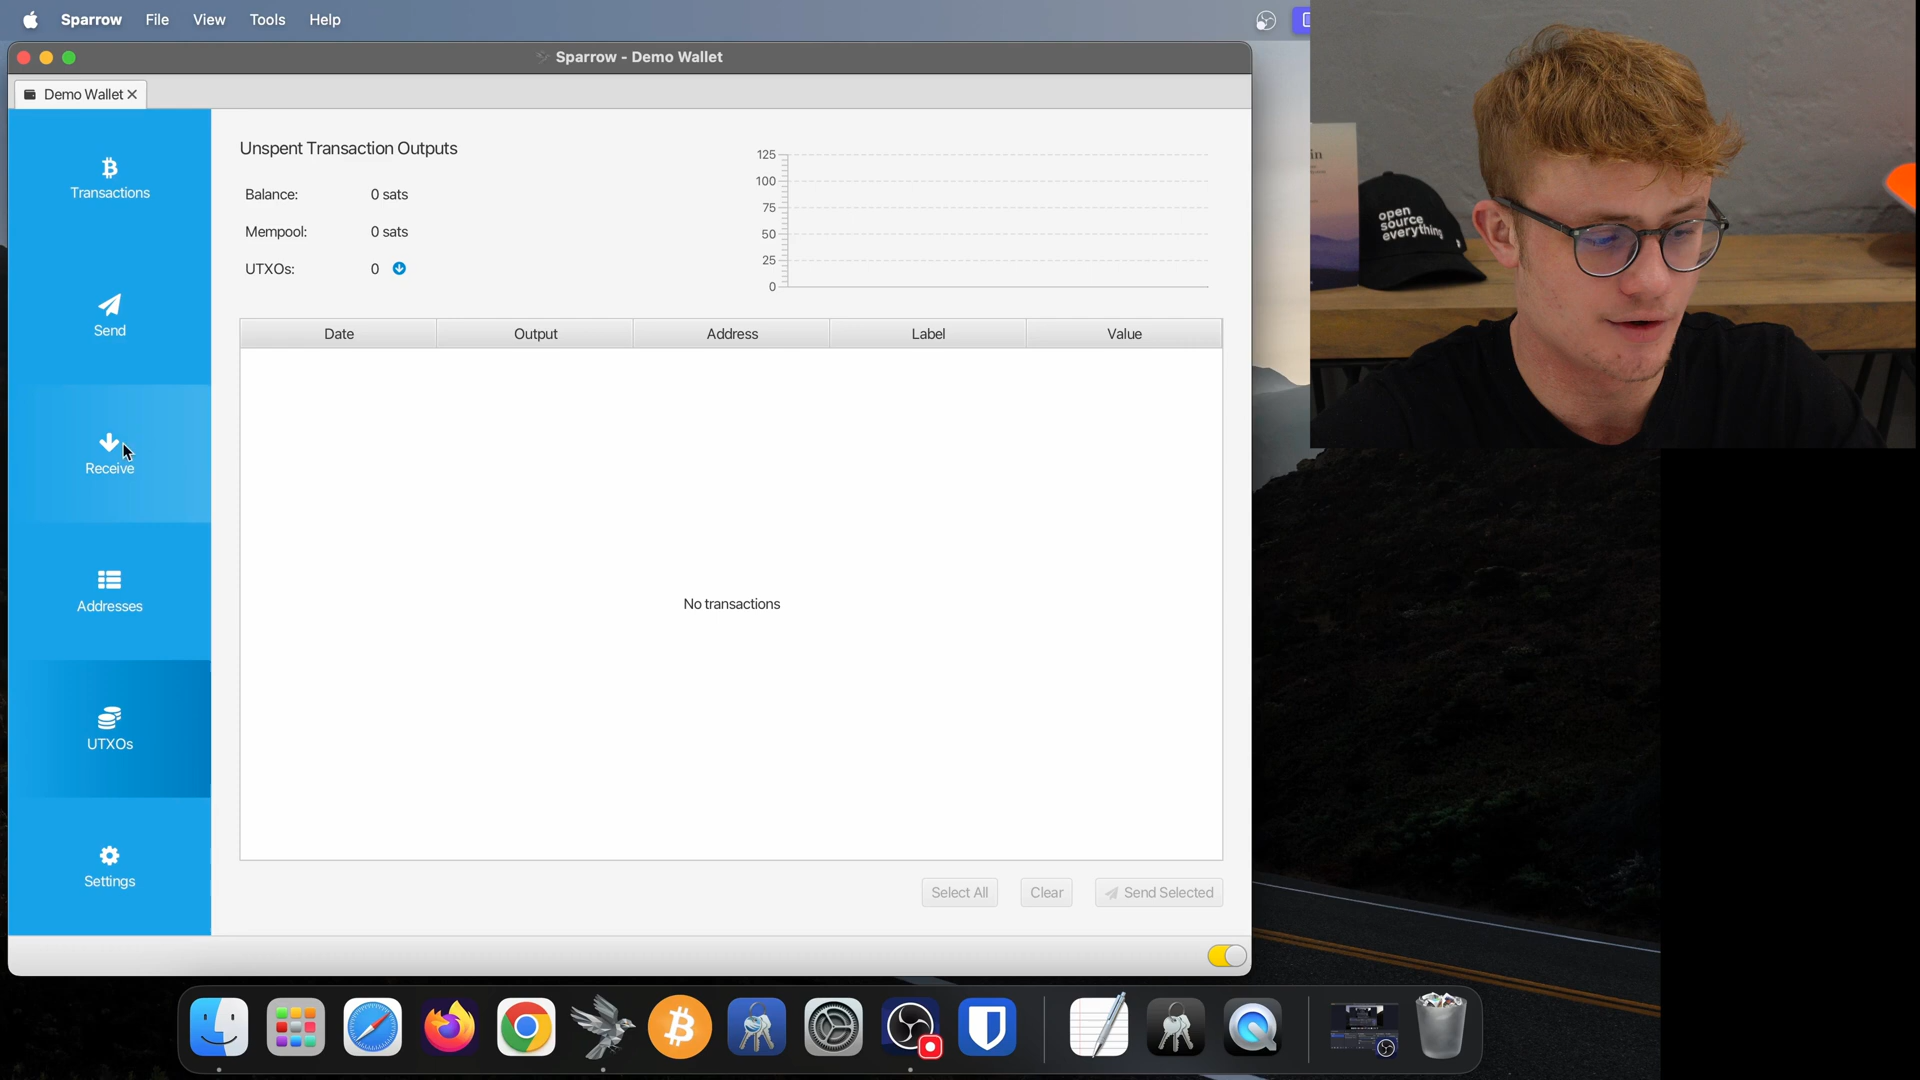 Sparrow File View Tools Help
Sparrow - Demo Wallet
Demo Wallet
Transactions
Send
Receive
Addresses
UTXOs
Settings
Unspent Transaction Outputs
Balance: 0 sats
Mempool: 0 sats
UTXOs: 0
125
100
75
50
25
0
Date Output Address Label Value
No transactions
Select All Clear Send Selected
in
open
source
everything